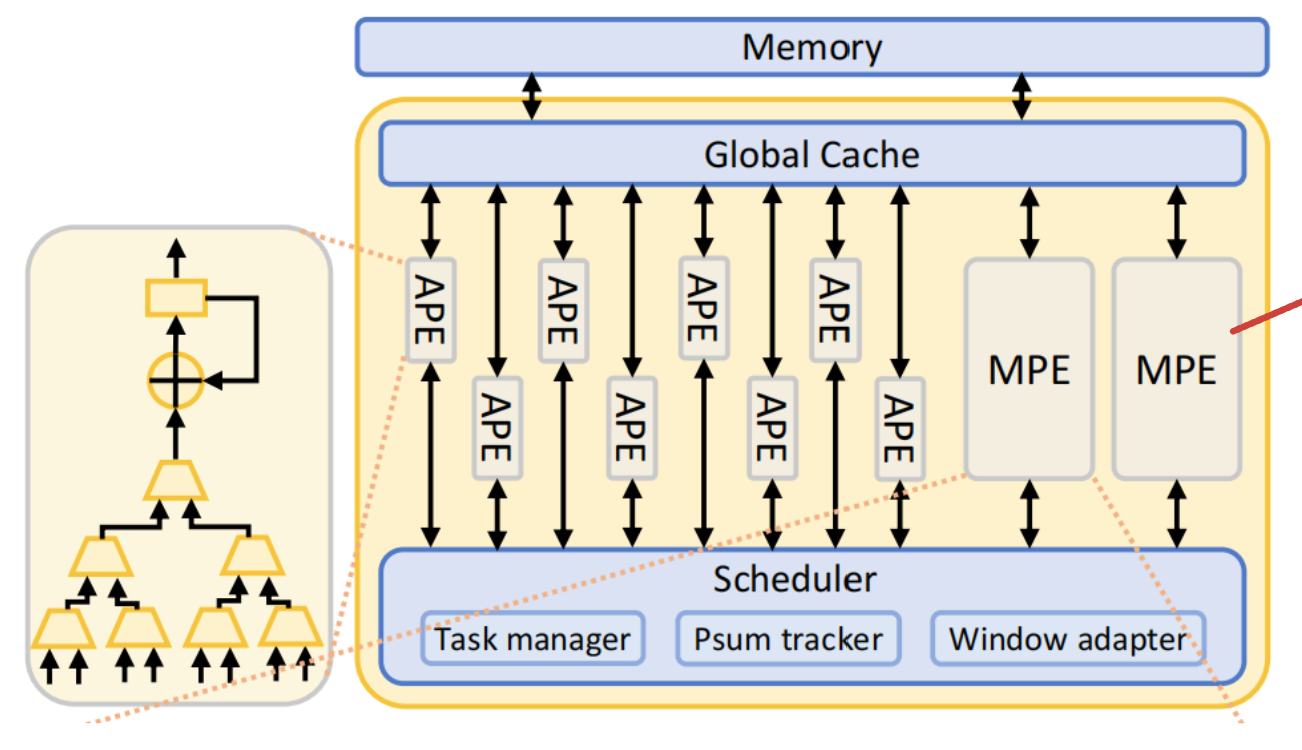 Memory
Global Cache
APE
APE
APE
APE
APE
APE
APE
APE
MPE
MPE
Scheduler
Task manager
Psum tracker
Window adapter